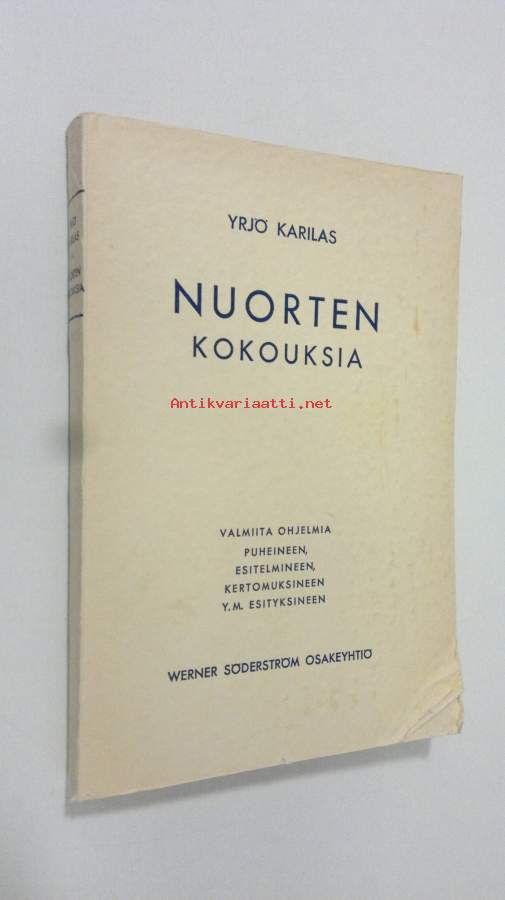 YRJÖ KARILAS
NUORTEN
KOKOUKSIA
Antikvariaatti.net
VALMIITA OHJELMIA
PUHEINEEN,
ESITELMINEEN,
KERTOMUKSINEEN
Y.M. ESITYKSINEEN
WERNER SÖDERSTRÖM OSAKEYHTIÖ